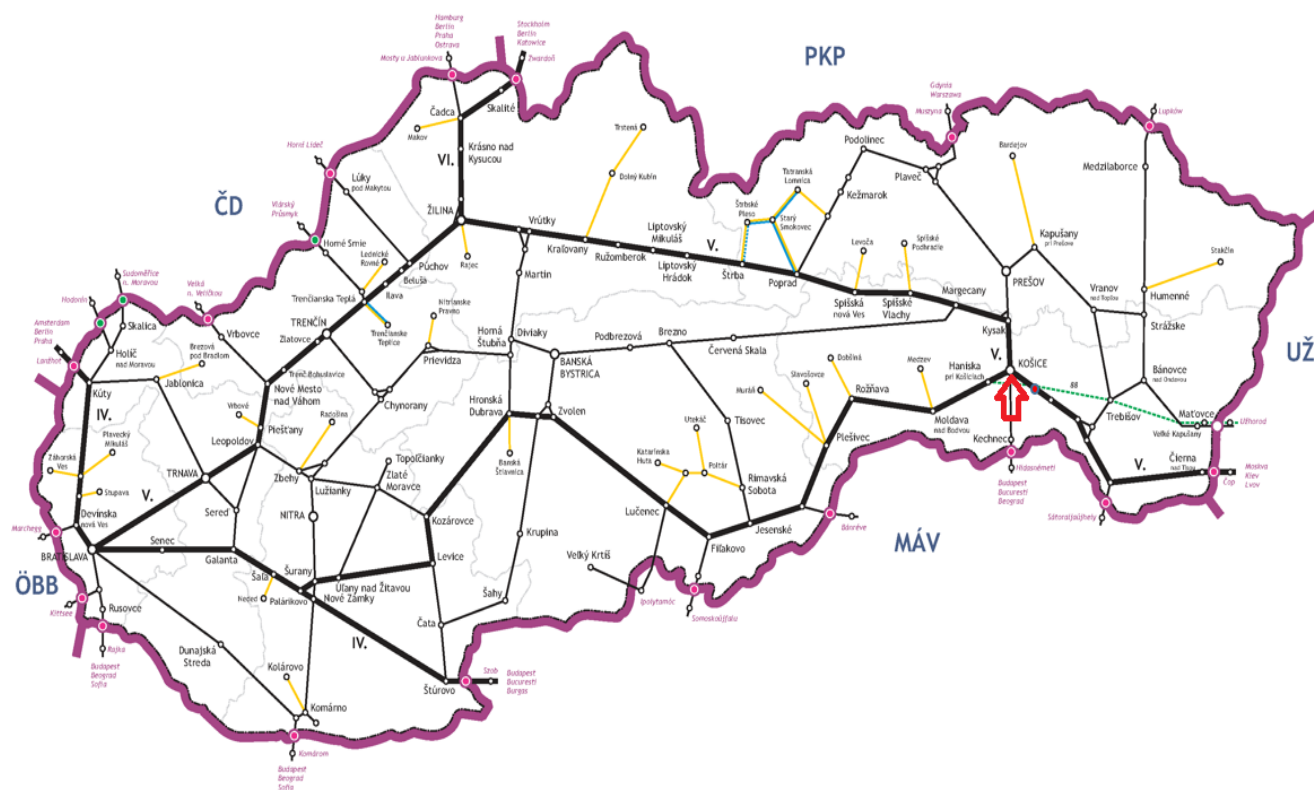 Hamburg
Berlin
Praha
Ostrava
Stockholm
Berlin
Katowice
Mosty u Jablunkova
Zwardoń
PKP
Gdynia
Warszawa
Muszyna
Łupków
Skalité
Čadca
Makov
Krásno nad
Kysucou
VI.
Trstená
Dolný Kubín
Horní Lideč
Lúky
pod Makytou
ČD
Vlárský
Průsmyk
Horné Srnie
Podolínec
Plaveč
Bardejov
Medzilaborce
Tatranská
Lomnica
Kežmarok
Štrbské
Pleso
Starý
Smokovec
ŽILINA
Vrútky
Rajec
Kraľovany
Ružomberok
Liptovský
Mikuláš
Liptovský
Hrádok
V.
Štrba
Poprad
Levoča
Spišské
Podhradie
Spišská
nová Ves
Spišské
Vlachy
Margecany
Kysak
Kapušany
pri Prešove
PREŠOV
Stakčín
Humenné
Vranov
nad Topľou
Strážske
Lednické
Rovné
Púchov
Beluša
Ilava
Martin
Trenčianska Teplá
Trenčianske
Teplice
TRENČÍN
Zlatovce
Nitrianske
Pravno
Prievidza
Horná
Štubňa
Diviaky
BANSKÁ
BYSTRICA
Podbrezová
Brezno
Červená Skala
Sudoměřice
n. Moravou
Velká
n. Veličkou
Hodonín
Skalica
Vrbovce
Amsterdam
Berlin
Praha
Lanžhot
Holíč
nad Moravou
Brezová
pod Bradlom
Jablonica
Kúty
IV.
Trenč.Bohuslavice
Nové Mesto
nad Váhom
Vrbové
Piešťany
Radošina
Chynorany
Leopoldov
Plavecký
Mikuláš
Záhorská
Ves
Stupava
TRNAVA
V.
Devínska
nová Ves
Marchegg
BRATISLAVA
ÖBB
Senec
Galanta
Sereď
Zbehy
Lužianky
NITRA
Topoľčianky
Zlaté
Moravce
Kozárovce
Hronská
Dubrava
Zvolen
Banská
Štiavnica
Krupina
Levice
Šurany
Úľany nad Žitavou
Nové Zámky
Palárikovo
Šaľa
Neded
Kittsee
Rusovce
Rajka
Budapest
Beograd
Sofia
Dunajská
Streda
Kolárovo
Komárno
Komárom
Budapest
Beograd
Sofia
IV.
Čata
Šahy
Štúrovo
Szob
Budapest
Bucuresti
Burgas
Veľký Krtíš
Ipolytarnóc
Lučenec
Katarínska
Huta
Utekáč
Poltár
Tisovec
Rimavská
Sobota
Fiľakovo
Somoskőújfalu
Jesenské
Muráň
Slavošovce
Dobšiná
Plešivec
Rožňava
Bánréve
MÁV
Medzev
Moldava
nad Bodvou
Haniska
pri Košiciach
V.
KOŠICE
88
Kechnec
Hidasnémeti
Budapest
Bucuresti
Beograd
Trebišov
Bánovce
nad Ondavou
UŽ
Maťovce
Veľké Kapušany
Užhorod
V.
Čierna
nad Tisou
Čop
Moskva
Kiev
Lvov
Sátoraljaújhely